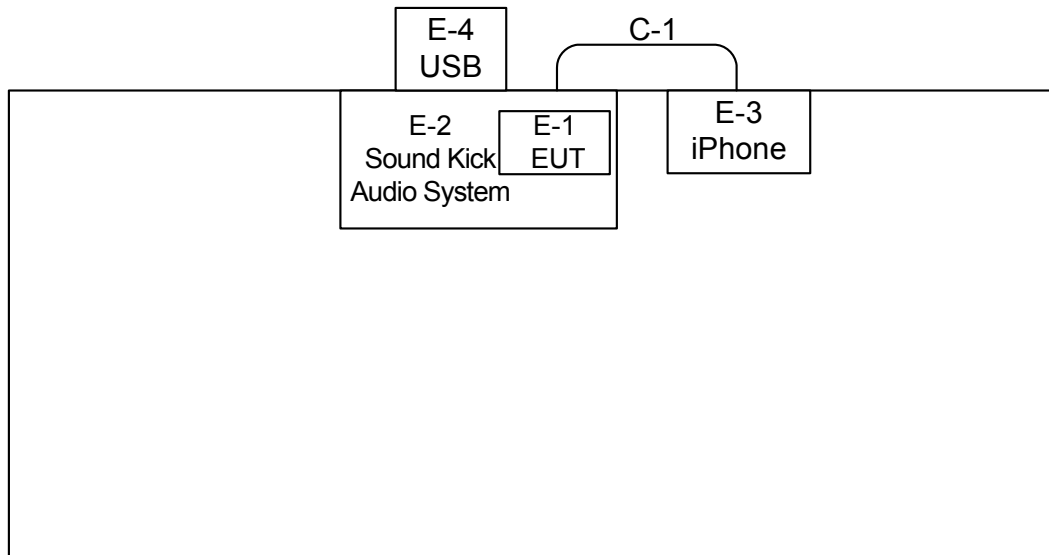 E-4
USB
C-1
E-2
Sound Kick
Audio System
E-1
EUT
E-3
iPhone